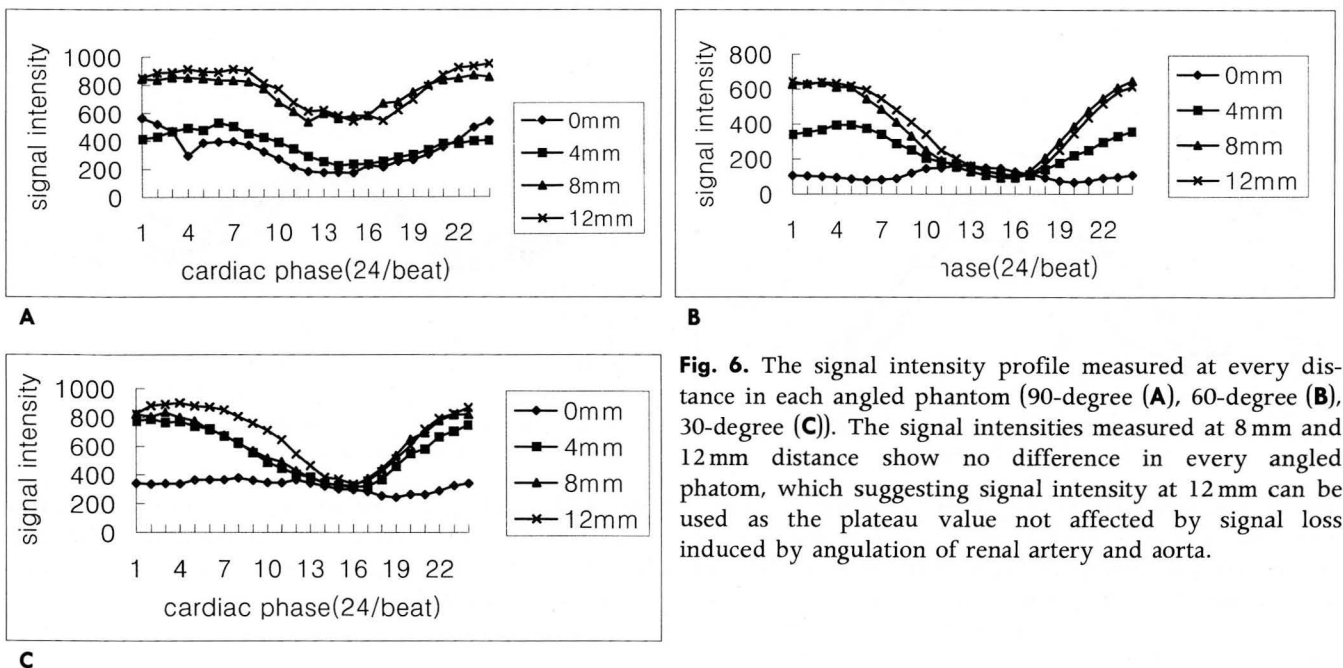 signal intensity
1000
800
600
400
200
0
1 4 7 10 13 16 19 22
cardiac phase(24/beat)
0mm
4mm
8mm
12mm
A
signal intensity
800
600
400
200
0
1 4 7 10 13 16 19 22
hase(24/beat)
0mm
4mm
8mm
12mm
B
signal intensity
1000
800
600
400
200
0
1 4 7 10 13 16 19 22
cardiac phase(24/beat)
0mm
4mm
8mm
12mm
C
Fig. 6. The signal intensity profile measured at every dis-
tance in each angled phantom (90-degree (A), 60-degree (B),
30-degree (C)). The signal intensities measured at 8 mm and
12 mm distance show no difference in every angled
phatom, which suggesting signal intensity at 12 mm can be
used as the plateau value not affected by signal loss
induced by angulation of renal artery and aorta.